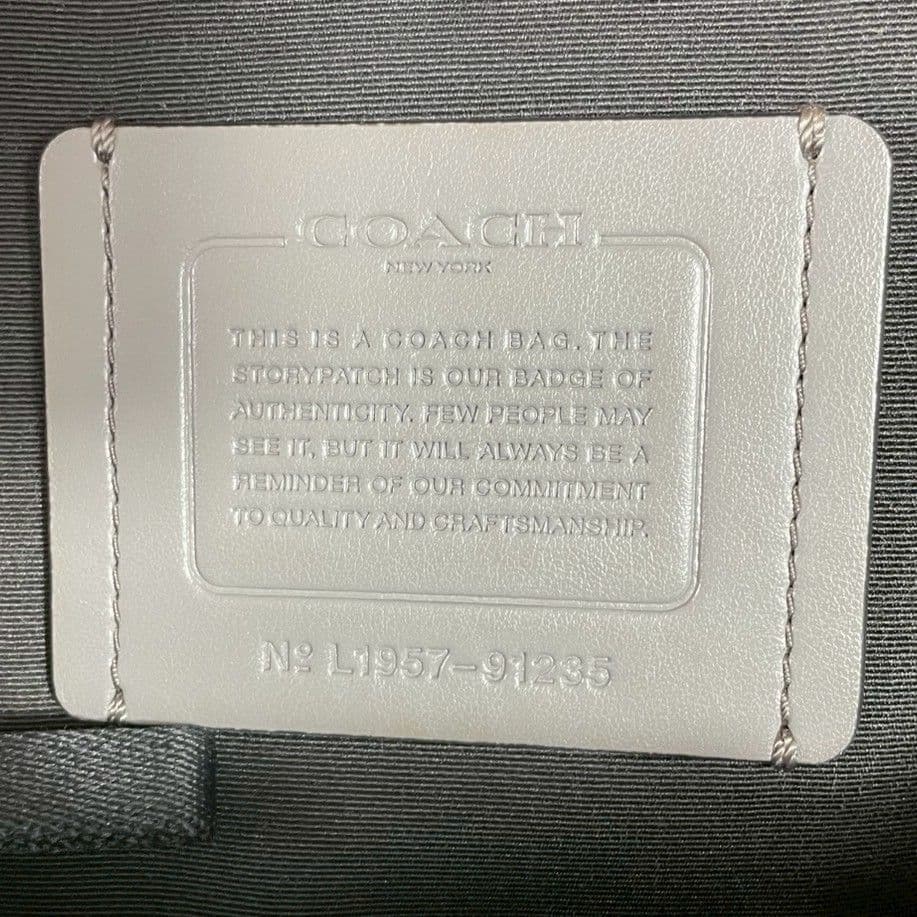 COACH
NEW YORK
THIS IS A COACH BAG. THE
STORYPATCH IS OUR BADGE OF
AUTHENTICITY. FEW PEOPLE MAY
SEE IT, BUT IT WILL ALWAYS BE A
REMINDER OF OUR COMMITMENT
TO QUALITY AND CRAFTSMANSHIP.
Nº L1957-91235